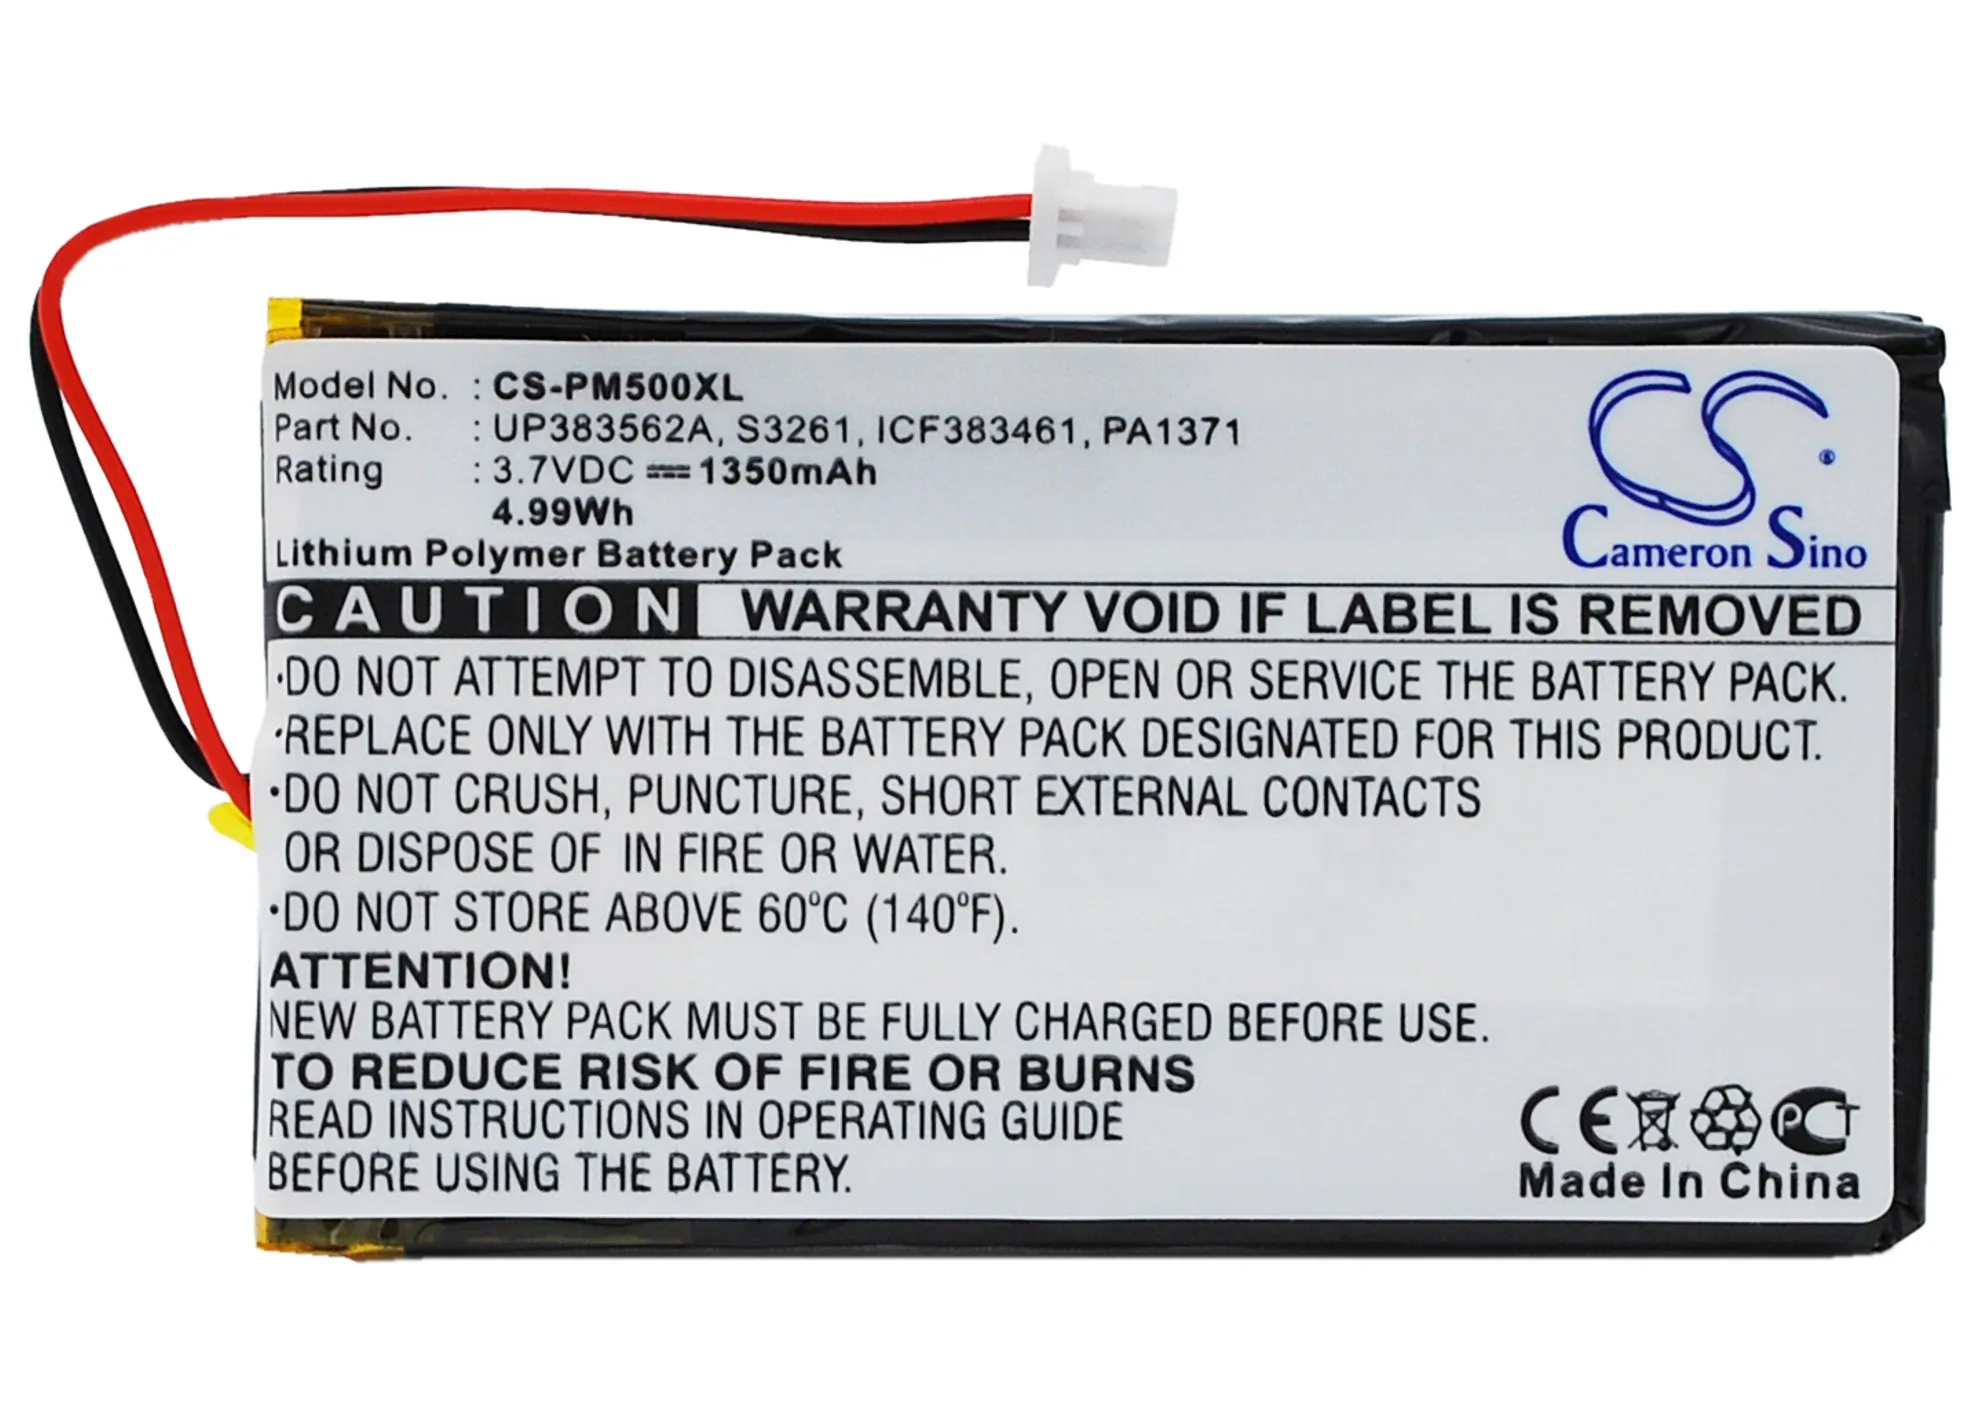 Model No. : CS-PM500XL
Part No. : UP383562A, S3261, ICF383461, PA1371
Rating : 3.7VDC ⎓ 1350mAh
4.99Wh
Lithium Polymer Battery Pack
CS ®
Cameron Sino
CAUTION WARRANTY VOID IF LABEL IS REMOVED
·DO NOT ATTEMPT TO DISASSEMBLE, OPEN OR SERVICE THE BATTERY PACK.
·REPLACE ONLY WITH THE BATTERY PACK DESIGNATED FOR THIS PRODUCT.
·DO NOT CRUSH, PUNCTURE, SHORT EXTERNAL CONTACTS
OR DISPOSE OF IN FIRE OR WATER.
·DO NOT STORE ABOVE 60°C (140°F).
ATTENTION!
NEW BATTERY PACK MUST BE FULLY CHARGED BEFORE USE.
TO REDUCE RISK OF FIRE OR BURNS
READ INSTRUCTIONS IN OPERATING GUIDE
BEFORE USING THE BATTERY.
CE PCT
Made In China